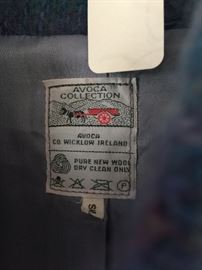 AVOCA
COLLECTION
AVOCA
CO. WICKLOW IRELAND
PURE NEW WOOL
DRY CLEAN ONLY
P